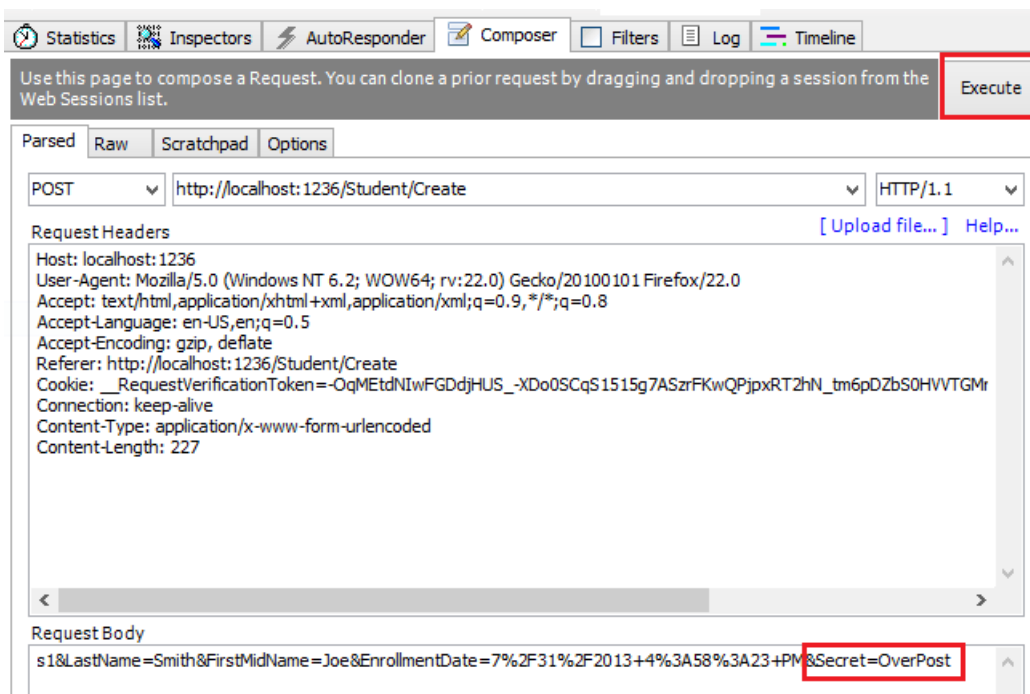 Statistics Inspectors AutoResponder Composer Filters Log Timeline
Use this page to compose a Request. You can clone a prior request by dragging and dropping a session from the
Web Sessions list.
Execute
Parsed Raw Scratchpad Options
POST http://localhost:1236/Student/Create HTTP/1.1
Request Headers [ Upload file... ] Help...
Host: localhost:1236
User-Agent: Mozilla/5.0 (Windows NT 6.2; WOW64; rv:22.0) Gecko/20100101 Firefox/22.0
Accept: text/html,application/xhtml+xml,application/xml;q=0.9,*/*;q=0.8
Accept-Language: en-US,en;q=0.5
Accept-Encoding: gzip, deflate
Referer: http://localhost:1236/Student/Create
Cookie: __RequestVerificationToken=-OqMEtdNIwFGDdjHUS_-XDo0SCqS1515g7ASzrFKwQPjpxRT2hN_tm6pDZbS0HVVTGMr
Connection: keep-alive
Content-Type: application/x-www-form-urlencoded
Content-Length: 227
Request Body
s1&LastName=Smith&FirstMidName=Joe&EnrollmentDate=7%2F31%2F2013+4%3A58%3A23+PM&Secret=OverPost